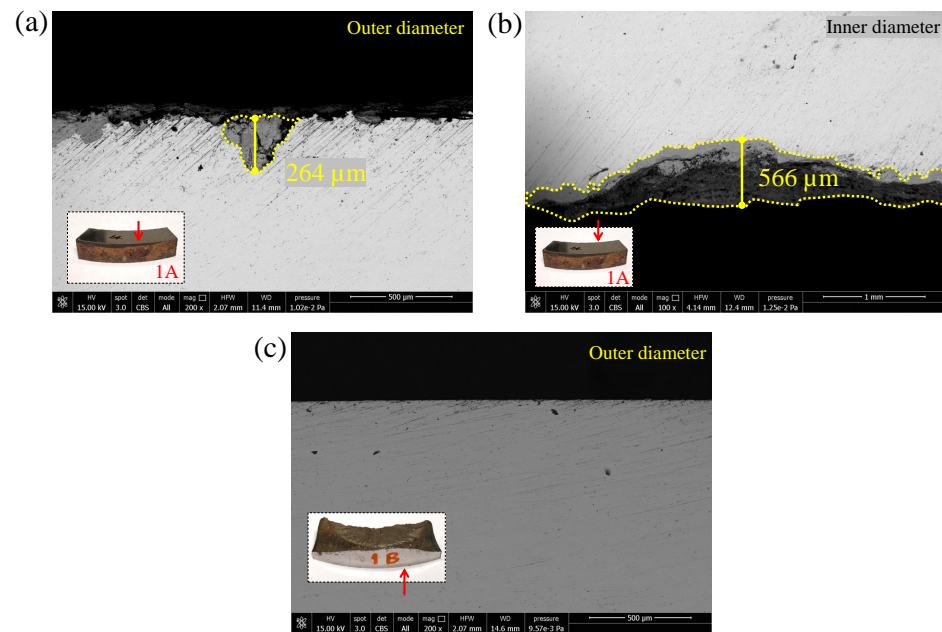 (a)
Outer diameter
264 µm
1A
HV spot det mode mag HFW WD pressure
15.00 kV 3.0 CBS All 200 x 2.07 mm 11.4 mm 1.02e-2 Pa
500 µm
(b)
Inner diameter
566 µm
1A
HV spot det mode mag HFW WD pressure
15.00 kV 3.0 CBS All 100 x 4.14 mm 12.4 mm 1.25e-2 Pa
1 mm
(c)
Outer diameter
1B
HV spot det mode mag HFW WD pressure
15.00 kV 3.0 CBS All 200 x 2.07 mm 14.6 mm 9.57e-3 Pa
500 µm